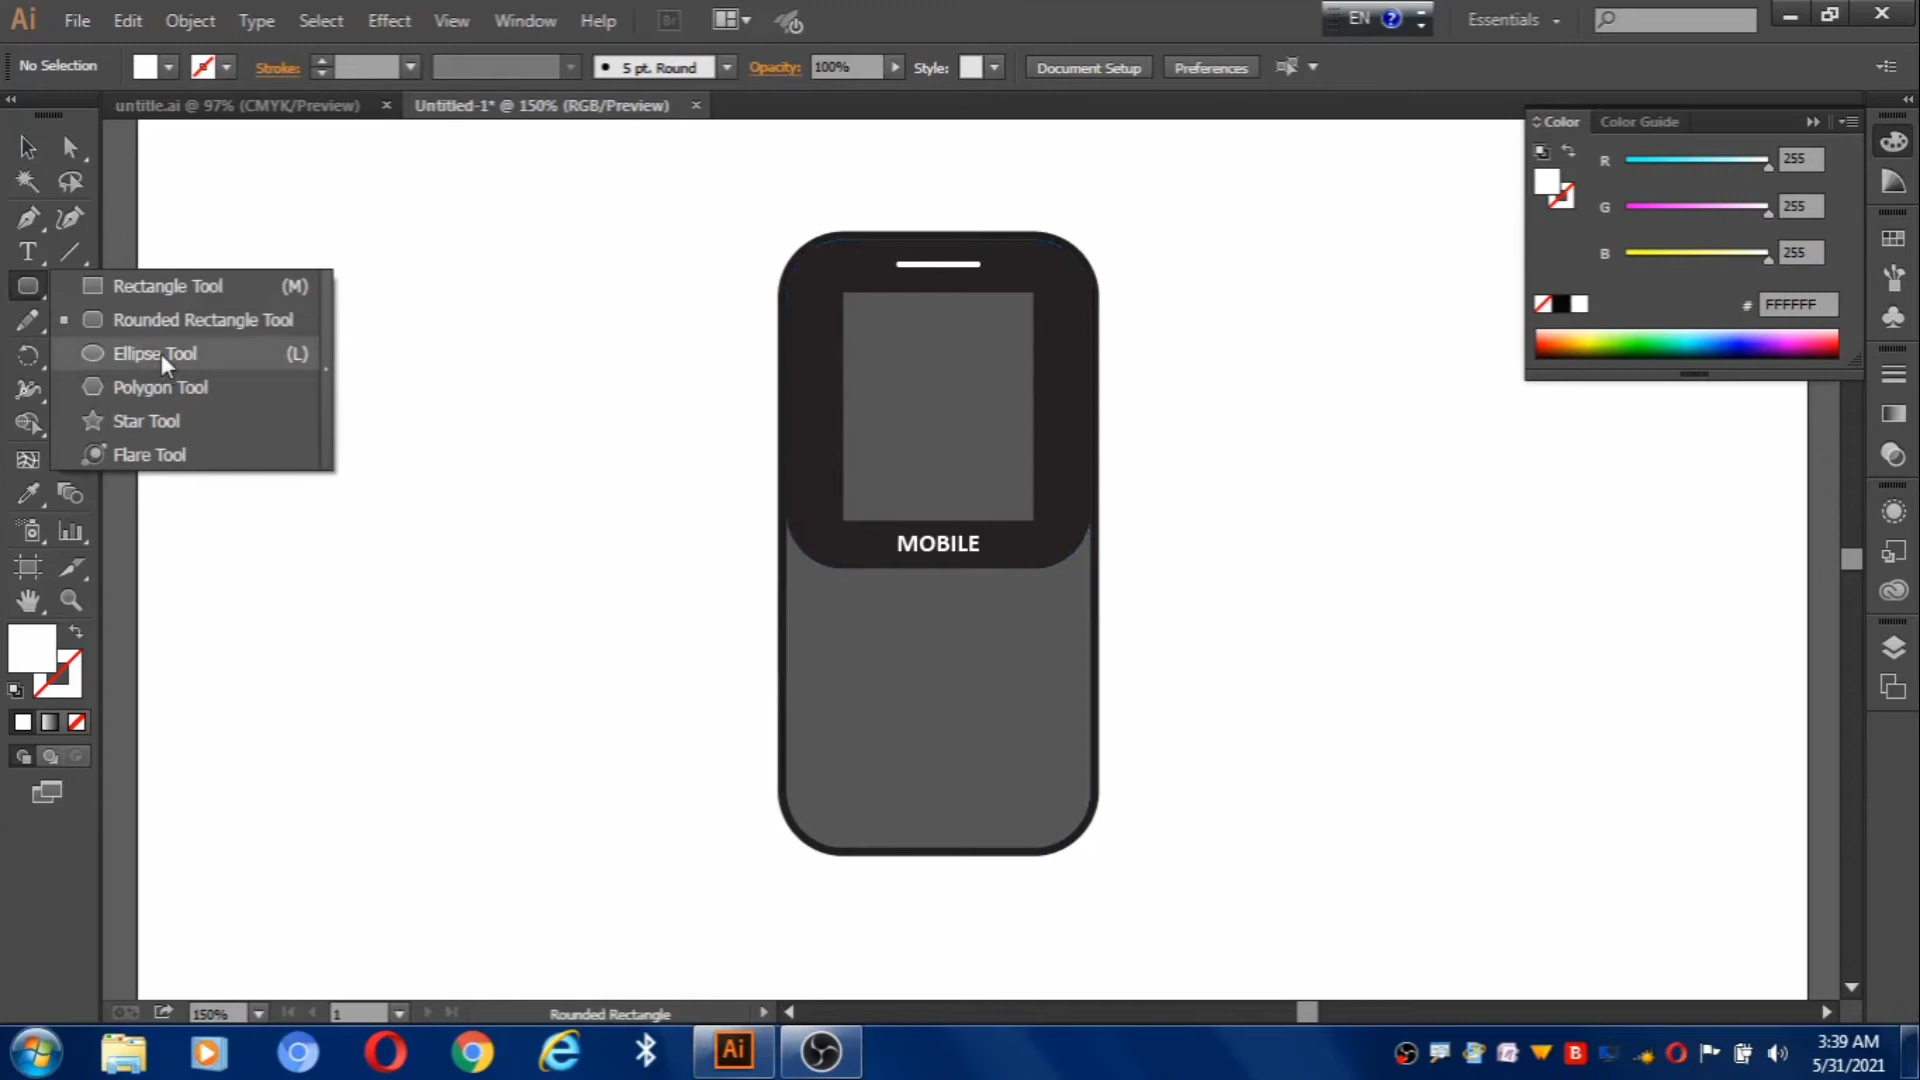 Ai File Edit Object Type Select Effect View Window Help Br EN ? Essentials
No Selection Stroke: 5 pt. Round Opacity: 100% Style: Document Setup Preferences
untitle.ai @ 97% (CMYK/Preview) × Untitled-1* @ 150% (RGB/Preview) ×
Color Color Guide
R 255
G 255
B 255
# FFFFFF
Rectangle Tool (M)
Rounded Rectangle Tool
Ellipse Tool (L)
Polygon Tool
Star Tool
Flare Tool
MOBILE
150% 1 Rounded Rectangle
Ai B 3:39 AM
5/31/2021